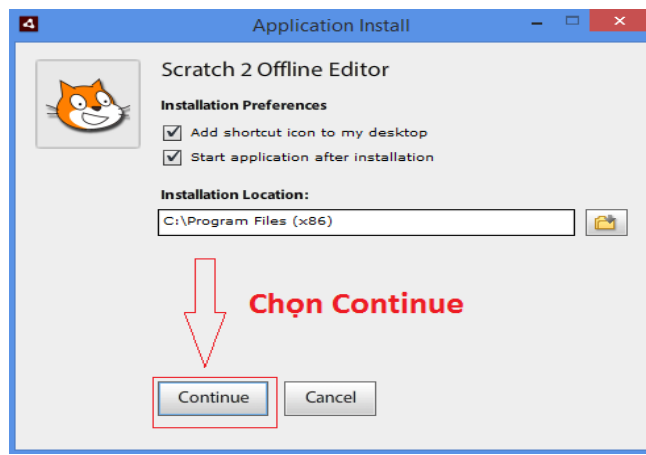 Application Install
Scratch 2 Offline Editor
Installation Preferences
Add shortcut icon to my desktop
Start application after installation
Installation Location:
C:\Program Files (x86)
Chọn Continue
Continue
Cancel